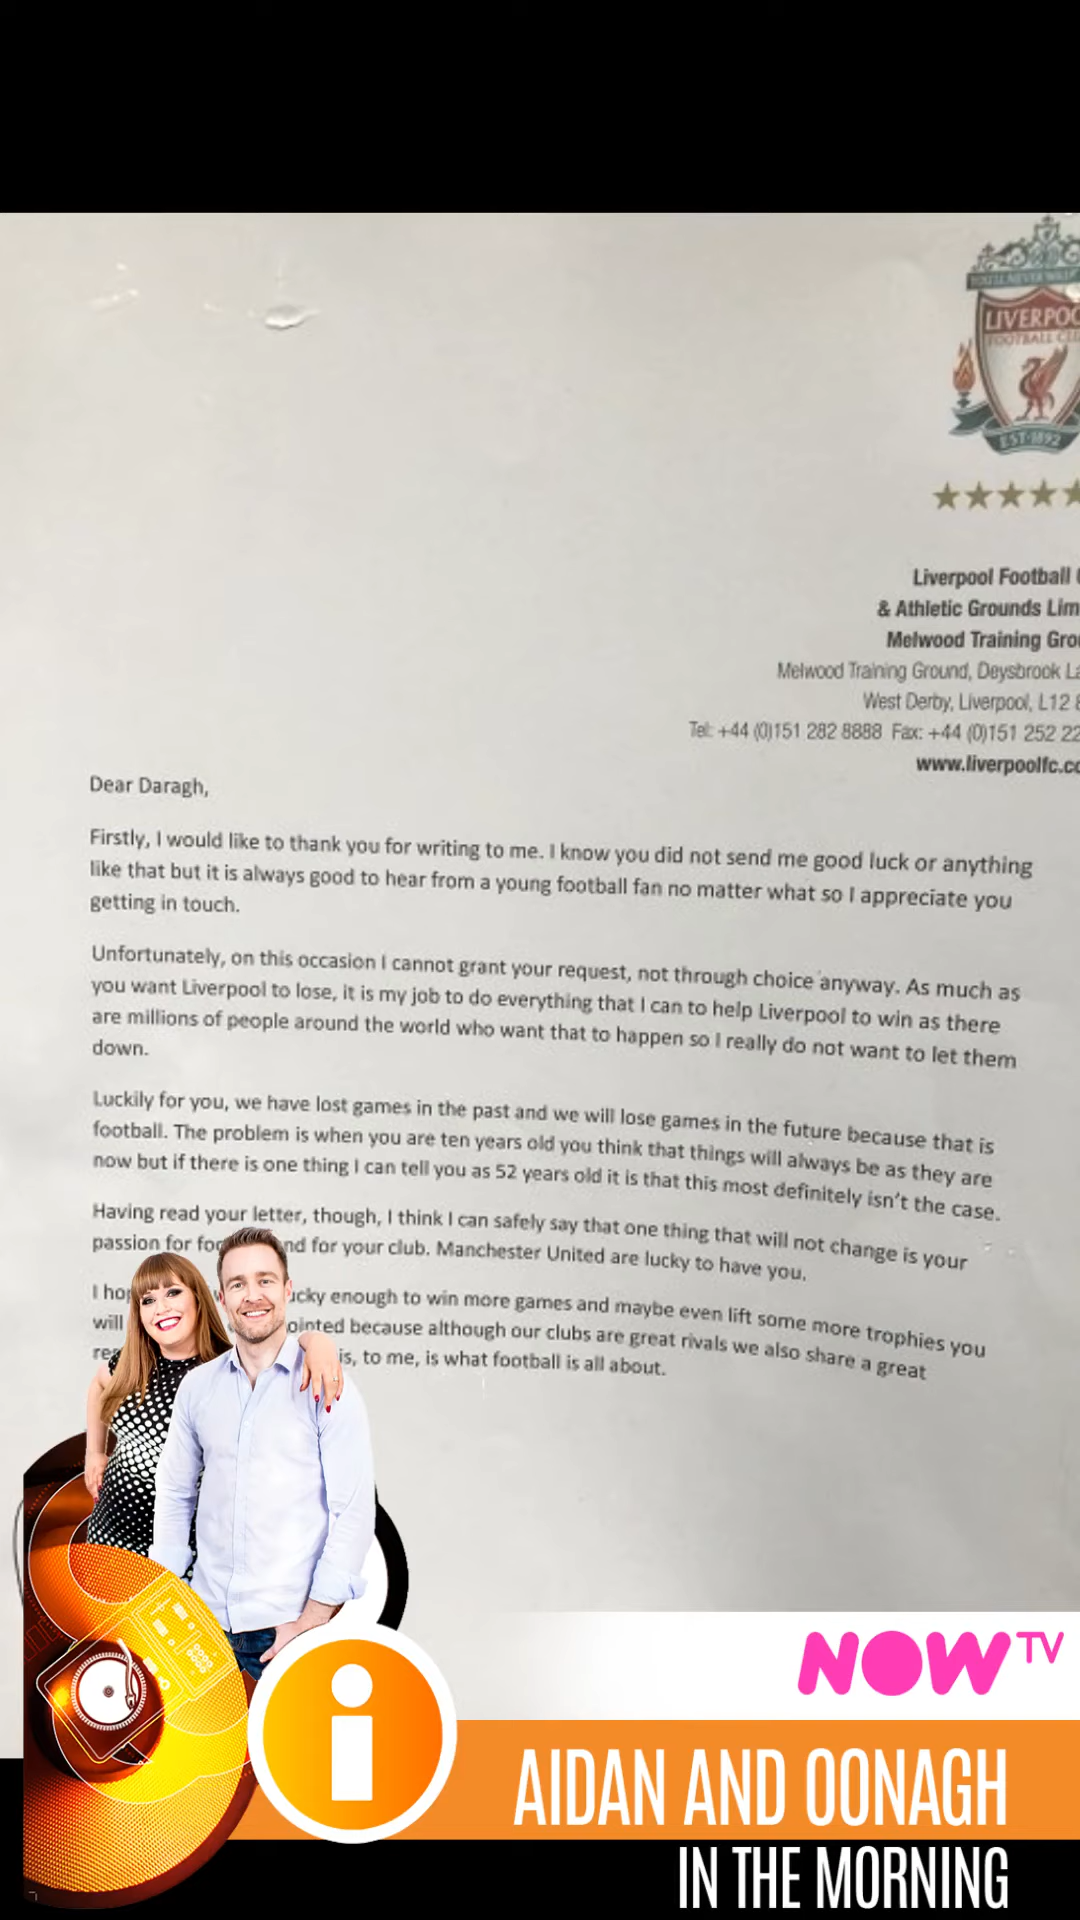 LIVERPOO
FOOTBALL CLU
EST·1892
Liverpool Football
& Athletic Grounds Lim
Melwood Training Gro
Melwood Training Ground, Deysbrook La
West Derby, Liverpool, L12 8
Tel: +44 (0)151 282 8888 Fax: +44 (0)151 252 22
www.liverpoolfc.co
Dear Daragh,
Firstly, I would like to thank you for writing to me. I know you did not send me good luck or anything
like that but it is always good to hear from a young football fan no matter what so I appreciate you
getting in touch.
Unfortunately, on this occasion I cannot grant your request, not through choice anyway. As much as
you want Liverpool to lose, it is my job to do everything that I can to help Liverpool to win as there
are millions of people around the world who want that to happen so I really do not want to let them
down.
Luckily for you, we have lost games in the past and we will lose games in the future because that is
football. The problem is when you are ten years old you think that things will always be as they are
now but if there is one thing I can tell you as 52 years old it is that this most definitely isn't the case.
Having read your letter, though, I think I can safely say that one thing that will not change is your
passion for foo nd for your club. Manchester United are lucky to have you.
I hop ucky enough to win more games and maybe even lift some more trophies you
will ointed because although our clubs are great rivals we also share a great
res is, to me, is what football is all about.
NOW TV
i
AIDAN AND OONAGH
IN THE MORNING